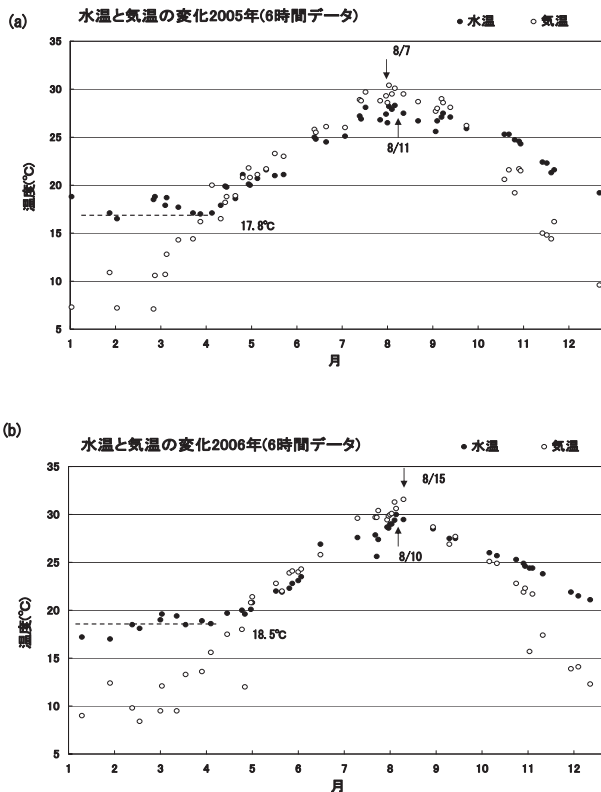 (a)
水温と気温の変化2005年(6時間データ)
●水温
○気温
35
30
25
20
15
10
5
温度(℃)
8/7
8/11
17.8℃
1 2 3 4 5 6 7 8 9 10 11 12
月
(b)
水温と気温の変化2006年(6時間データ)
●水温
○気温
35
30
25
20
15
10
5
温度(℃)
8/15
8/10
18.5℃
1 2 3 4 5 6 7 8 9 10 11 12
月